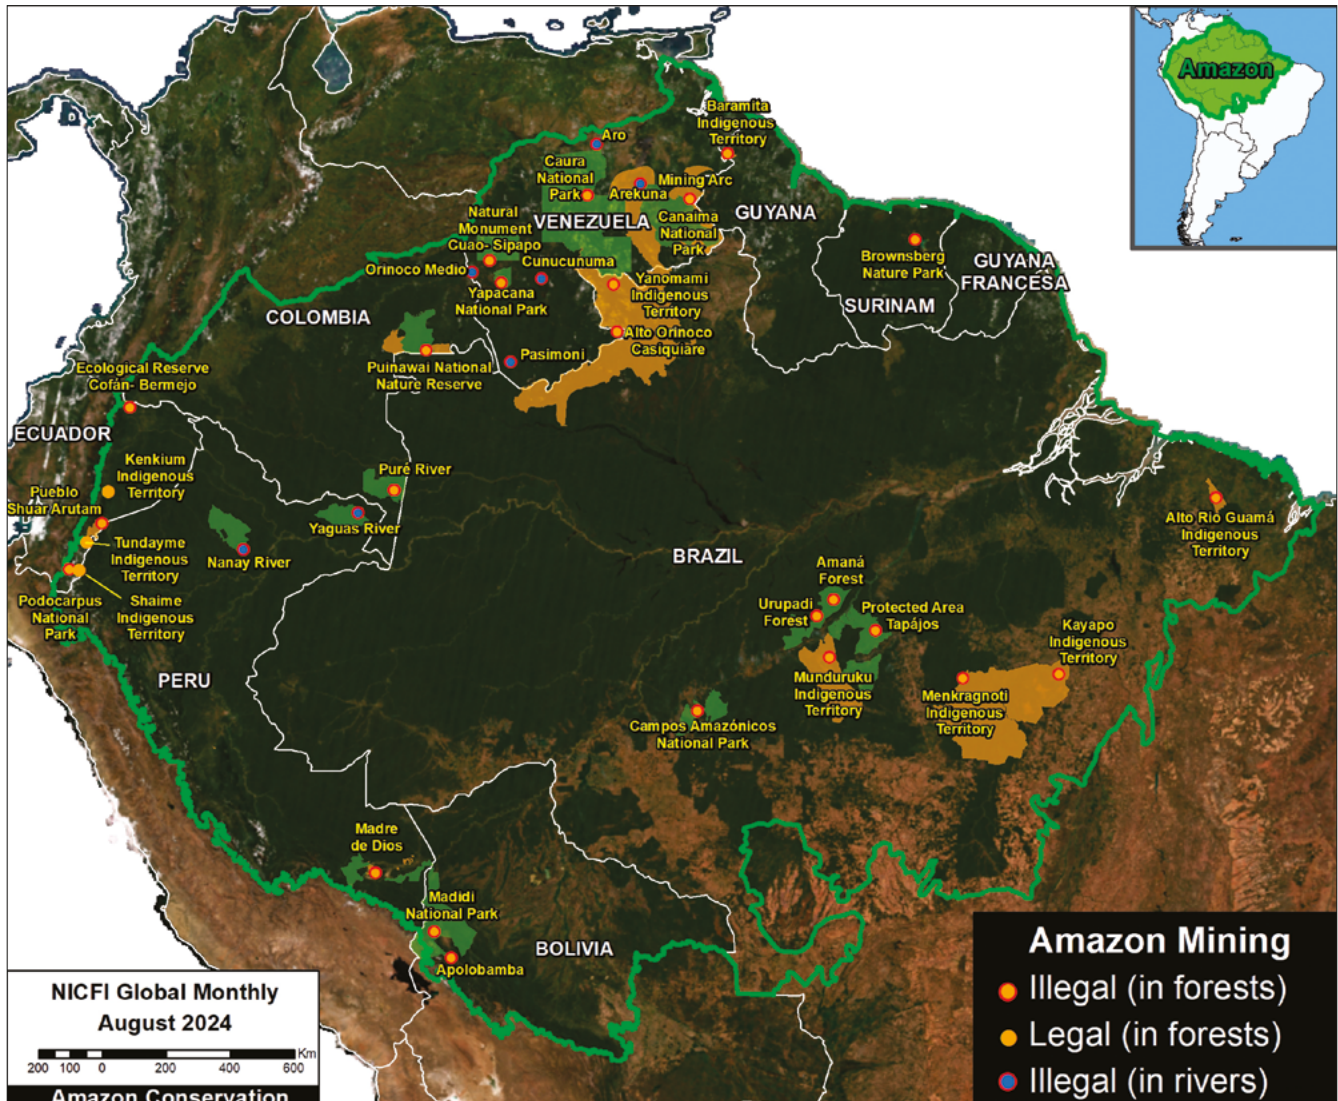 Amazon
Baramita
Indigenous
Territory
Aro
Caura
National
Park
Arekuna
Mining Arc
VENEZUELA
GUYANA
Canaima
National
Park
Natural
Monument
Cuao- Sipapo
Orinoco Medio
Cunucunuma
Yapacana
National Park
Brownsberg
Nature Park
GUYANA
FRANCESA
SURINAM
Yanomami
Indigenous
Territory
COLOMBIA
Alto Orinoco
Casiquiare
Pasimoni
Puinawai National
Nature Reserve
Ecological Reserve
Cofán- Bermejo
ECUADOR
Kenkium
Indigenous
Territory
Puré River
Pueblo
Shuar Arutam
Yaguas River
Tundayme
Indigenous
Territory
Nanay River
Podocarpus
National
Park
Shaime
Indigenous
Territory
BRAZIL
Alto Rio Guamá
Indigenous
Territory
Amaná
Forest
Urupadi
Forest
Protected Area
Tapájos
Kayapo
Indigenous
Territory
PERU
Munduruku
Indigenous
Territory
Menkragnoti
Indigenous
Territory
Campos Amazónicos
National Park
Madre
de Dios
Madidi
National Park
Apolobamba
BOLIVIA
NICFI Global Monthly
August 2024
Km
200 100 0 200 400 600
Amazon Conservation
Amazon Mining
Illegal (in forests)
Legal (in forests)
Illegal (in rivers)